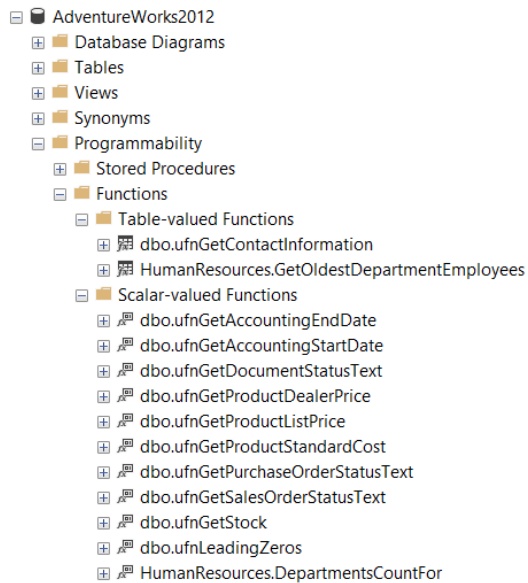 AdventureWorks2012
Database Diagrams
Tables
Views
Synonyms
Programmability
Stored Procedures
Functions
Table-valued Functions
dbo.ufnGetContactInformation
HumanResources.GetOldestDepartmentEmployees
Scalar-valued Functions
dbo.ufnGetAccountingEndDate
dbo.ufnGetAccountingStartDate
dbo.ufnGetDocumentStatusText
dbo.ufnGetProductDealerPrice
dbo.ufnGetProductListPrice
dbo.ufnGetProductStandardCost
dbo.ufnGetPurchaseOrderStatusText
dbo.ufnGetSalesOrderStatusText
dbo.ufnGetStock
dbo.ufnLeadingZeros
HumanResources.DepartmentsCountFor